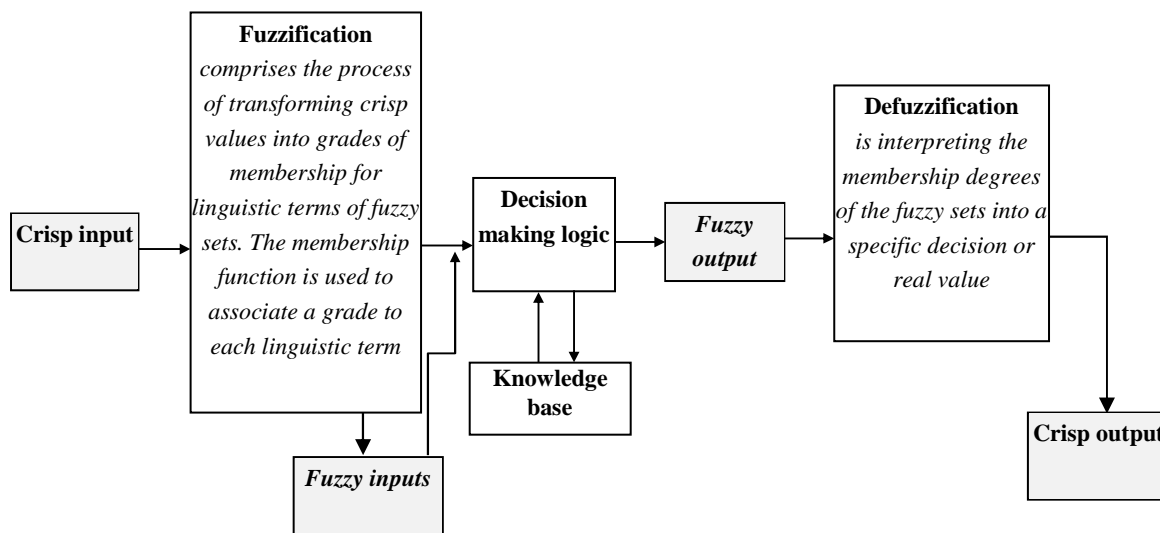 Crisp input
Fuzzification
comprises the process
of transforming crisp
values into grades of
membership for
linguistic terms of fuzzy
sets. The membership
function is used to
associate a grade to
each linguistic term
Fuzzy inputs
Decision
making logic
Knowledge
base
Fuzzy
output
Defuzzification
is interpreting the
membership degrees
of the fuzzy sets into a
specific decision or
real value
Crisp output